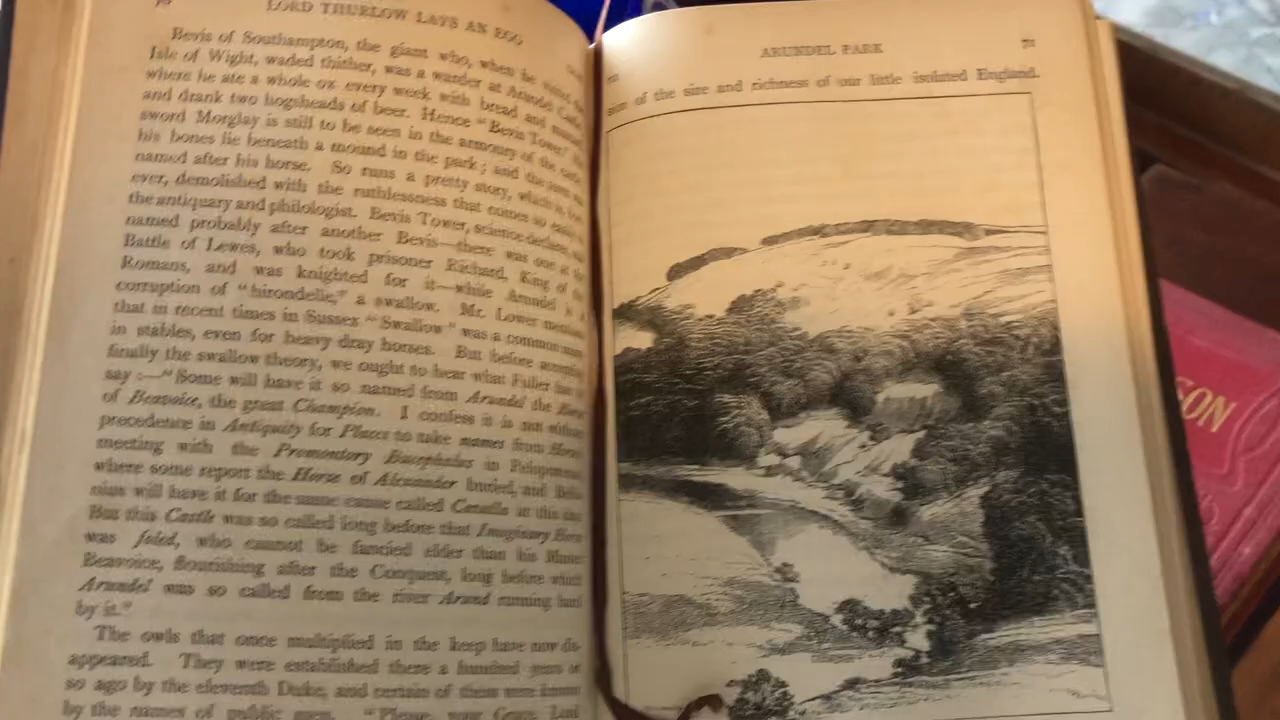 LORD THURLOW LAYS AN EGG
Bevis of Southampton, the giant who, when he
Isle of Wight, waded thither, was a warder at Arundel
where he ate a whole ox every week with bread and
and drank two hogsheads of beer. Hence "Bevis Tower."
sword Morglay is still to be seen in the armoury of the
his bones lie beneath a mound in the park; and the
named after his horse. So runs a pretty story, which is,
ever, demolished with the ruthlessness that comes so
the antiquary and philologist. Bevis Tower, science declares,
named probably after another Bevis—there was one at the
Battle of Lewes, who took prisoner Richard, King of the
Romans, and was knighted for it—while Arundel is a
corruption of "hirondelle," a swallow. Mr. Lower
that in recent times in Sussex "Swallow" was a common
in stables, even for heavy dray horses. But before
finally the swallow theory, we ought to hear what Fuller
say:—"Some will have it so named from Arundel the
of Beavoice, the great Champion. I confess it is not
precedence in Antiquity for Places to take names from
meeting with the Promontory Bucephalus in
where some report the Horse of Alexander buried, and
will have it for the same cause called
But this Castle was so called long before that Imaginary
was foled, who cannot be fancied elder than his
Beavoice, flourishing after the Conquest, long before
Arundel was so called from the river Arund running
by it."
The owls that once multiplied in the keep have now dis-
appeared. They were established there a hundred years or
so ago by the eleventh Duke, and certain of them were known
by the names of public men. "Please, your Grace, Lord
ARUNDEL PARK
71
of the size and richness of our little isolated England.
SON